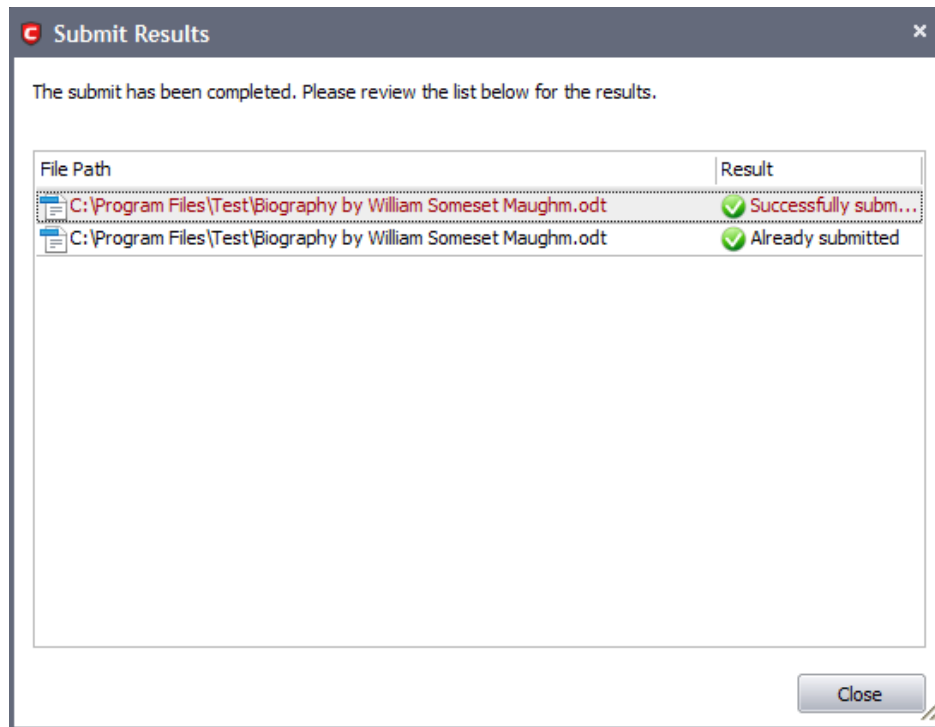 Submit Results
The submit has been completed. Please review the list below for the results.
File Path Result
C:\Program Files\Test\Biography by William Someset Maughm.odt Successfully subm...
C:\Program Files\Test\Biography by William Someset Maughm.odt Already submitted
Close